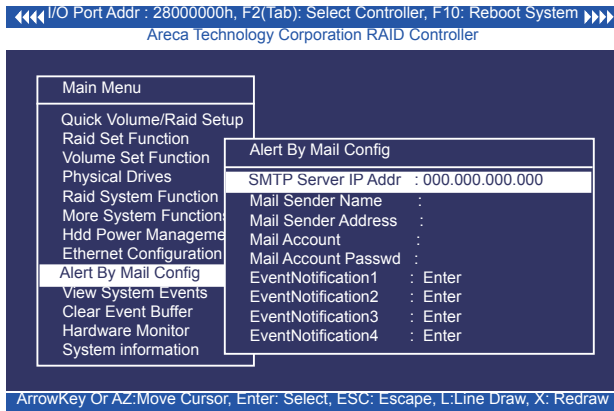 I/O Port Addr : 28000000h, F2(Tab): Select Controller, F10: Reboot System
Areca Technology Corporation RAID Controller
Main Menu
Quick Volume/Raid Setup
Raid Set Function
Volume Set Function
Physical Drives
Raid System Function
More System Function
Hdd Power Manageme
Ethernet Configuration
Alert By Mail Config
View System Events
Clear Event Buffer
Hardware Monitor
System information
Alert By Mail Config
SMTP Server IP Addr : 000.000.000.000
Mail Sender Name :
Mail Sender Address :
Mail Account :
Mail Account Passwd :
EventNotification1 : Enter
EventNotification2 : Enter
EventNotification3 : Enter
EventNotification4 : Enter
ArrowKey Or AZ:Move Cursor, Enter: Select, ESC: Escape, L:Line Draw, X: Redraw